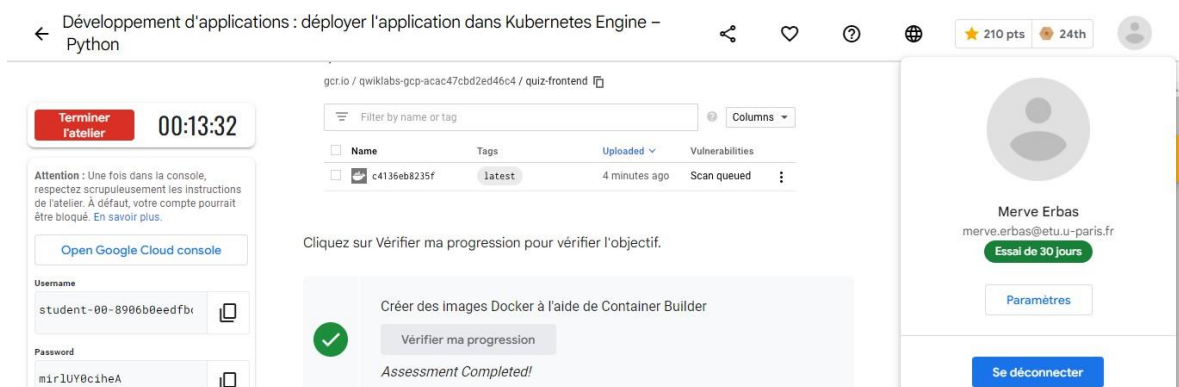 Développement d'applications : déployer l'application dans Kubernetes Engine –
Python
210 pts
24th
gcr.io / qwiklabs-gcp-acac47cbd2ed46c4 / quiz-frontend
Terminer
l'atelier
00:13:32
Filter by name or tag
Columns
Name Tags Uploaded Vulnerabilities
c4136eb8235f latest 4 minutes ago Scan queued
Attention : Une fois dans la console,
respectez scrupuleusement les instructions
de l'atelier. À défaut, votre compte pourrait
être bloqué. En savoir plus.
Open Google Cloud console
Username
student-00-8906b0eedfb
Password
mirlUY0ciheA
Cliquez sur Vérifier ma progression pour vérifier l'objectif.
Créer des images Docker à l'aide de Container Builder
Vérifier ma progression
Assessment Completed!
Merve Erbas
merve.erbas@etu.u-paris.fr
Essai de 30 jours
Paramètres
Se déconnecter